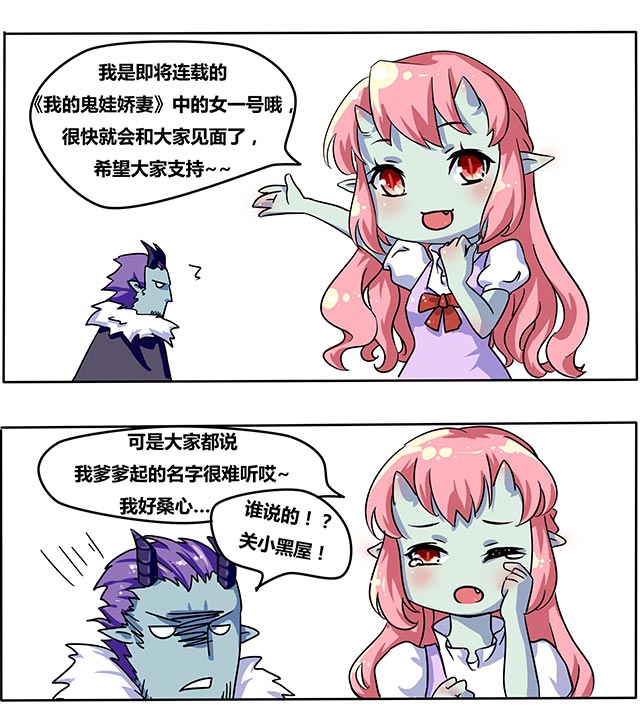 我是即将连载的
《我的鬼娃娇妻》中的女一号哦，
很快就会和大家见面了，
希望大家支持~~
?
可是大家都说
我爹爹起的名字很难听哎~
我好桑心...
谁说的！？
关小黑屋！